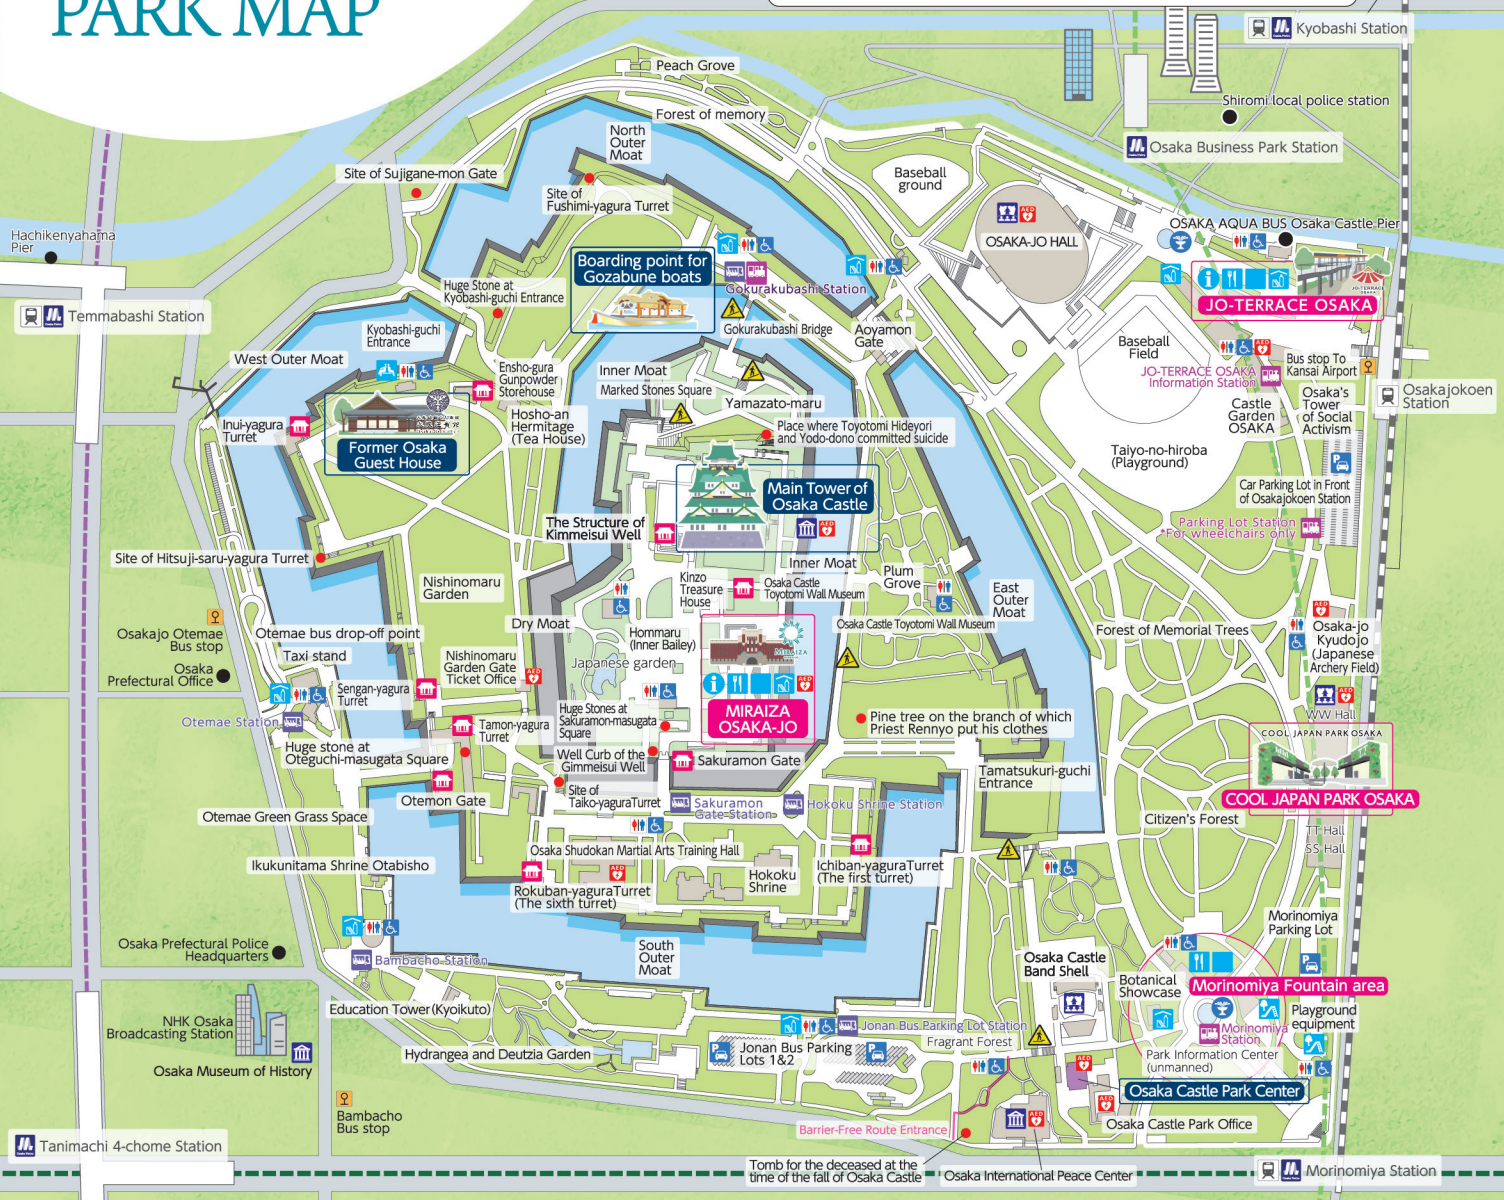 PARK MAP
Kyobashi Station
Peach Grove
Shiromi local police station
Forest of memory
North
Outer
Moat
Osaka Business Park Station
Site of Sujigane-mon Gate
Baseball
ground
Site of
Fushimi-yagura Turret
AED
OSAKA-JO HALL
OSAKA AQUA BUS Osaka Castle Pier
Hachikenyahama
Pier
Boarding point for
Gozabune boats
Gokurakubashi Station
JO-TERRACE
OSAKA
JO-TERRACE OSAKA
Huge Stone at
Kyobashi-guchi Entrance
Temmabashi Station
Kyobashi-guchi
Entrance
Gokurakubashi Bridge
Aoyamon
Gate
Baseball
Field
AED
Bus stop To
Kansai Airport
West Outer Moat
Ensho-gura
Gunpowder
Storehouse
Inner Moat
Marked Stones Square
JO-TERRACE OSAKA
Information Station
Osakajokoen
Station
Yamazato-maru
Castle
Garden
OSAKA
Osaka's
Tower
of Social
Activism
Inui-yagura
Turret
Hosho-an
Hermitage
(Tea House)
Place where Toyotomi Hideyori
and Yodo-dono committed suicide
Former Osaka
Guest House
Taiyo-no-hiroba
(Playground)
P
Main Tower of
Osaka Castle
Car Parking Lot in Front
of Osakajokoen Station
The Structure of
Kimmeisui Well
AED
Parking Lot Station
*For wheelchairs only
Site of Hitsuji-saru-yagura Turret
Inner Moat
Plum
Grove
Nishinomaru
Garden
Kinzo
Treasure
House
Osaka Castle
Toyotomi Wall Museum
East
Outer
Moat
AED
Dry Moat
Osaka Castle Toyotomi Wall Museum
Osakajo Otemae
Bus stop
Otemae bus drop-off point
Hommaru
(Inner Bailey)
MIRAIZA
Forest of Memorial Trees
Osaka-jo
Kyudojo
(Japanese
Archery Field)
Taxi stand
Nishinomaru
Garden Gate
Ticket Office
AED
Japanese garden
Osaka
Prefectural Office
Sengan-yagura
Turret
AED
AED
Otemae Station
Huge Stones at
Sakuramon-masugata
Square
MIRAIZA
OSAKA-JO
Pine tree on the branch of which
Priest Rennyo put his clothes
WW Hall
Tamon-yagura
Turret
COOL JAPAN PARK OSAKA
Huge stone at
Oteguchi-masugata Square
Well Curb of the
Gimmeisui Well
Sakuramon Gate
Tamatsukuri-guchi
Entrance
Otemon Gate
Site of
Taiko-yaguraTurret
Sakuramon
Gate Station
Hokoku Shrine Station
COOL JAPAN PARK OSAKA
Otemae Green Grass Space
Citizen's Forest
TT Hall
SS Hall
Osaka Shudokan Martial Arts Training Hall
Ikukunitama Shrine Otabisho
AED
Hokoku
Shrine
Ichiban-yaguraTurret
(The first turret)
Rokuban-yaguraTurret
(The sixth turret)
Morinomiya
Parking Lot
Osaka Prefectural Police
Headquarters
South
Outer
Moat
Bambacho Station
Osaka Castle
Band Shell
P
Botanical
Showcase
Morinomiya Fountain area
Education Tower(Kyoikuto)
NHK Osaka
Broadcasting Station
Jonan Bus Parking Lot Station
Playground
equipment
Morinomiya
Station
Fragrant Forest
Hydrangea and Deutzia Garden
P
Jonan Bus Parking
Lots 1&2
P
Park Information Center
(unmanned)
Osaka Museum of History
AED
Osaka Castle Park Center
AED
Bambacho
Bus stop
AED
Barrier-Free Route Entrance
Osaka Castle Park Office
Tanimachi 4-chome Station
Tomb for the deceased at the
time of the fall of Osaka Castle
Osaka International Peace Center
Morinomiya Station